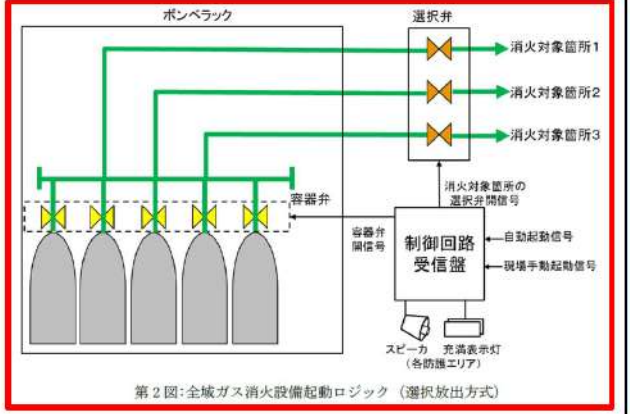 ボンベラック
選択弁
消火対象箇所1
消火対象箇所2
消火対象箇所3
容器弁
消火対象箇所の
選択弁開信号
容器弁
開信号
制御回路
受信盤
自動起動信号
現場手動起動信号
スピーカ 充満表示灯
(各防護エリア)
第2図:全域ガス消火設備起動ロジック(選択放出方式)